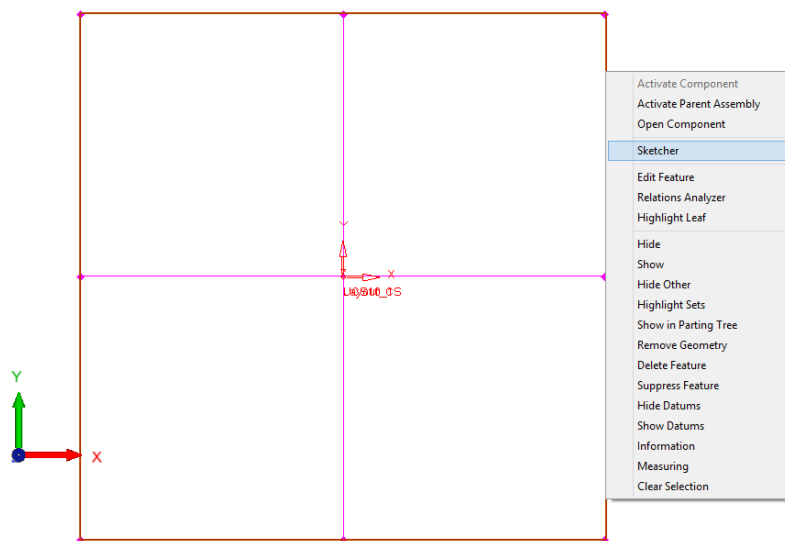 Activate Component
Activate Parent Assembly
Open Component
Sketcher
Edit Feature
Relations Analyzer
Highlight Leaf
Hide
Show
Hide Other
Highlight Sets
Show in Parting Tree
Remove Geometry
Delete Feature
Suppress Feature
Hide Datums
Show Datums
Information
Measuring
Clear Selection
Y
X
Y
X